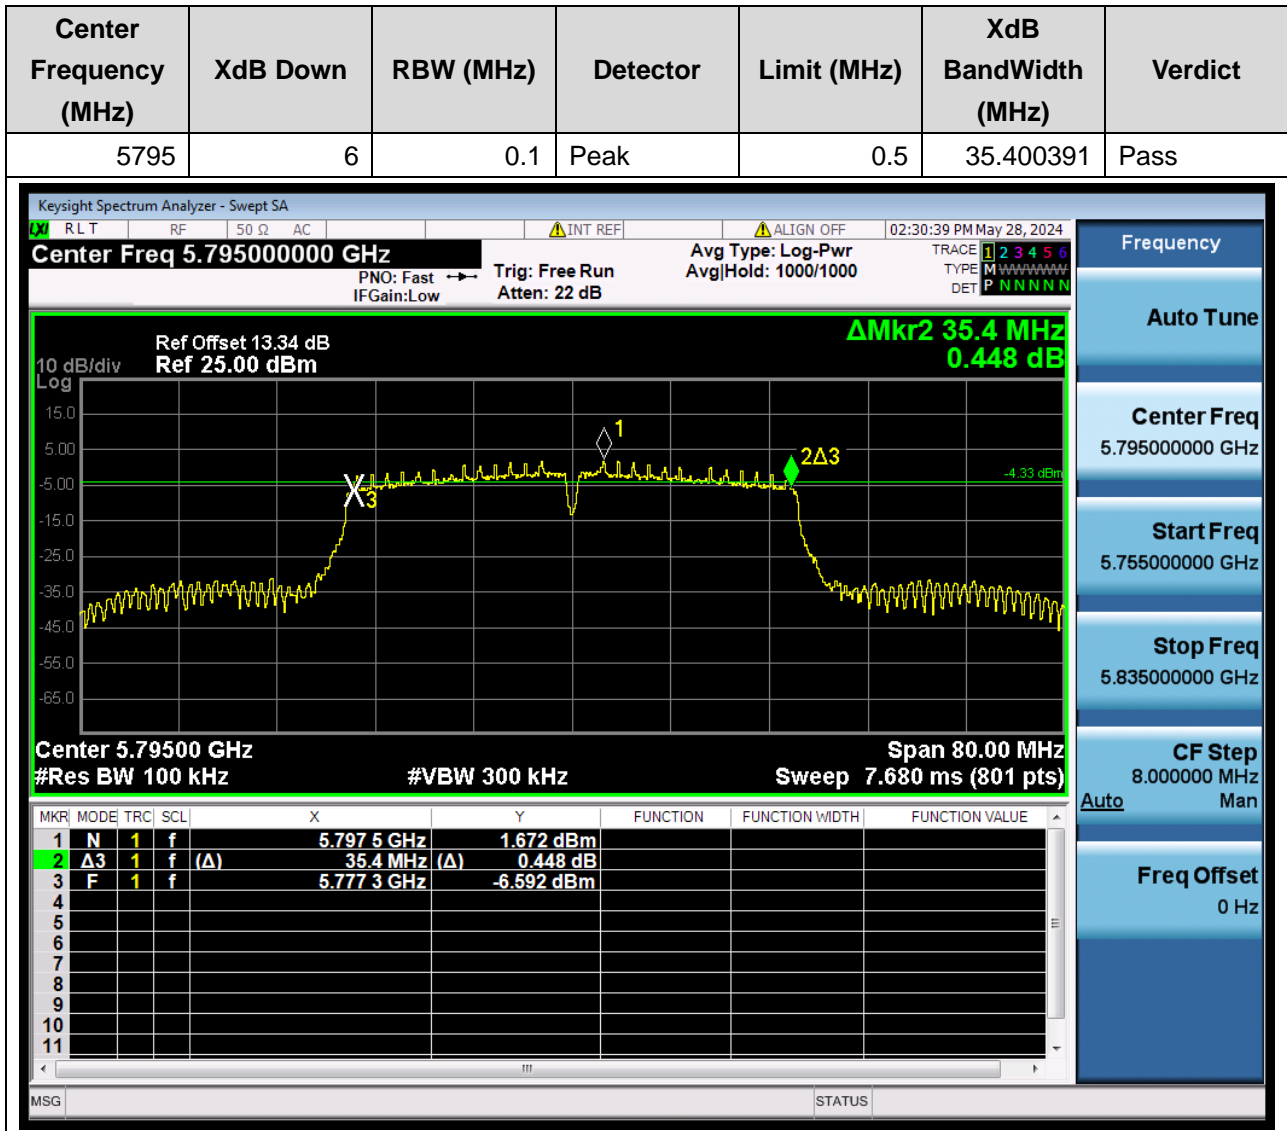 Center Frequency (MHz) XdB Down RBW (MHz) Detector Limit (MHz) XdB BandWidth (MHz) Verdict
5795 6 0.1 Peak 0.5 35.400391 Pass
Keysight Spectrum Analyzer - Swept SA
LXI R L T RF 50 Ω AC INT REF ALIGN OFF 02:30:39 PM May 28, 2024
Center Freq 5.795000000 GHz
PNO: Fast
IFGain:Low
Trig: Free Run
Atten: 22 dB
Avg Type: Log-Pwr
Avg|Hold: 1000/1000
TRACE 1 2 3 4 5 6
TYPE M WWWWW
DET P N N N N N
ΔMkr2 35.4 MHz
0.448 dB
Ref Offset 13.34 dB
10 dB/div Ref 25.00 dBm
Log
15.0
5.00
-5.00
-15.0
-25.0
-35.0
-45.0
-55.0
-65.0
1
2Δ3
3
-4.33 dBm
Center 5.79500 GHz Span 80.00 MHz
#Res BW 100 kHz #VBW 300 kHz Sweep 7.680 ms (801 pts)
MKR MODE TRC SCL X Y FUNCTION FUNCTION WIDTH FUNCTION VALUE
1 N 1 f 5.797 5 GHz 1.672 dBm
2 Δ3 1 f (Δ) 35.4 MHz (Δ) 0.448 dB
3 F 1 f 5.777 3 GHz -6.592 dBm
4
5
6
7
8
9
10
11
MSG STATUS
Frequency
Auto Tune
Center Freq
5.795000000 GHz
Start Freq
5.755000000 GHz
Stop Freq
5.835000000 GHz
CF Step
8.000000 MHz
Auto Man
Freq Offset
0 Hz